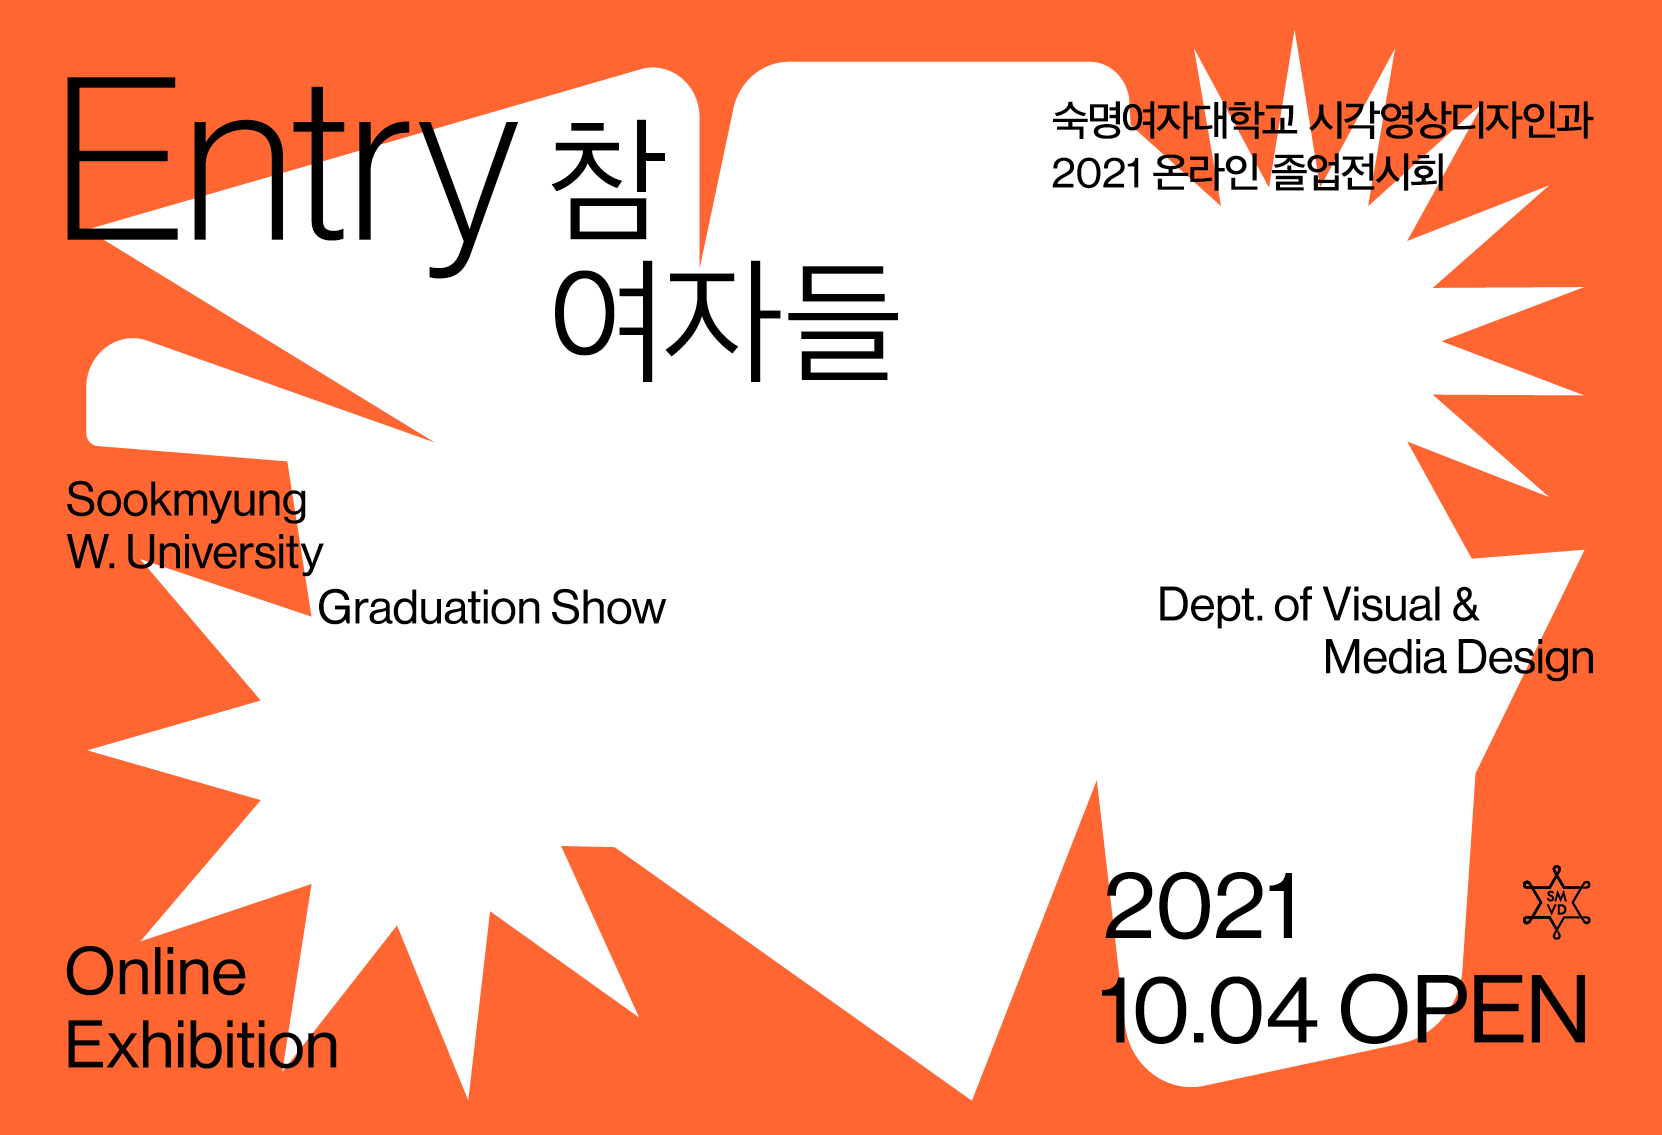 Entry 참
여자들
숙명여자대학교 시각영상디자인과
2021 온라인 졸업전시회
Sookmyung
W. University
Graduation Show
Dept. of Visual &
Media Design
Online
Exhibition
2021
10.04 OPEN
SM
VD